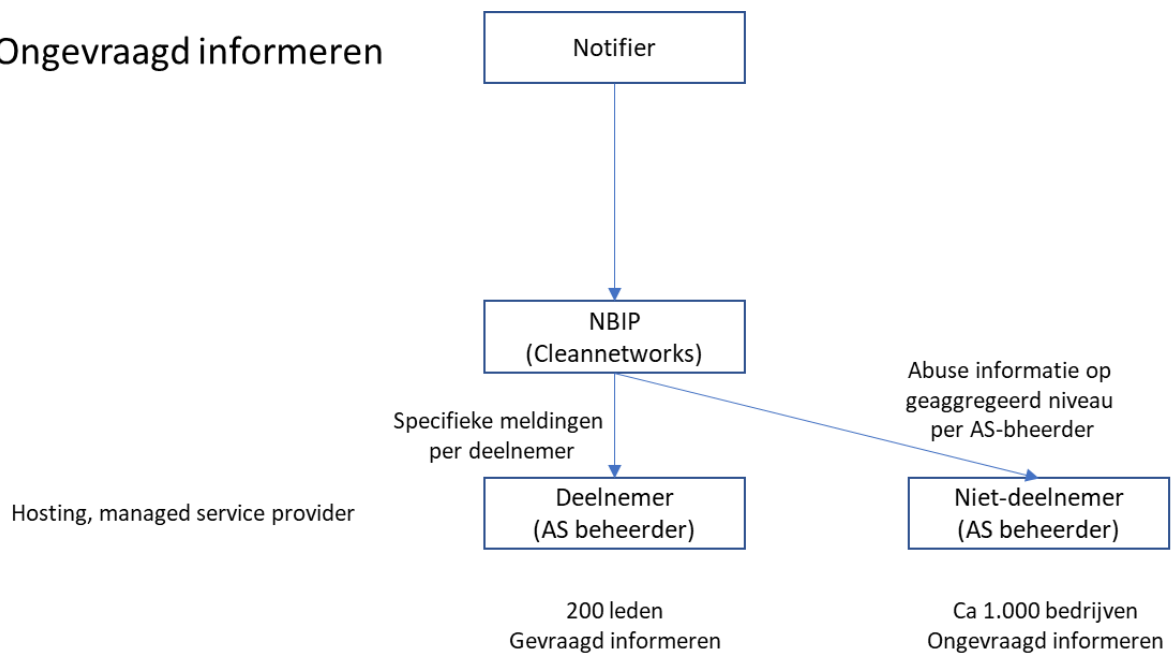 Ongevraagd informeren
Notifier
NBIP
(Cleannetworks)
Abuse informatie op
geaggregeerd niveau
per AS-bheerder
Specifieke meldingen
per deelnemer
Hosting, managed service provider
Deelnemer
(AS beheerder)
Niet-deelnemer
(AS beheerder)
200 leden
Gevraagd informeren
Ca 1.000 bedrijven
Ongevraagd informeren